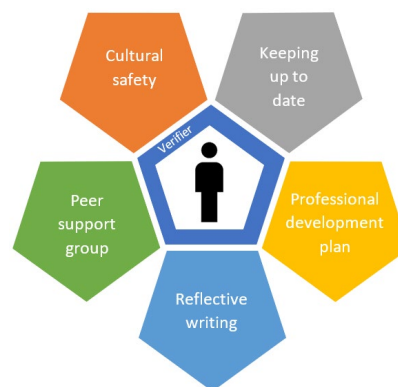 Cultural
safety
Keeping
up to
date
Verifier
Peer
support
group
Professional
development
plan
Reflective
writing